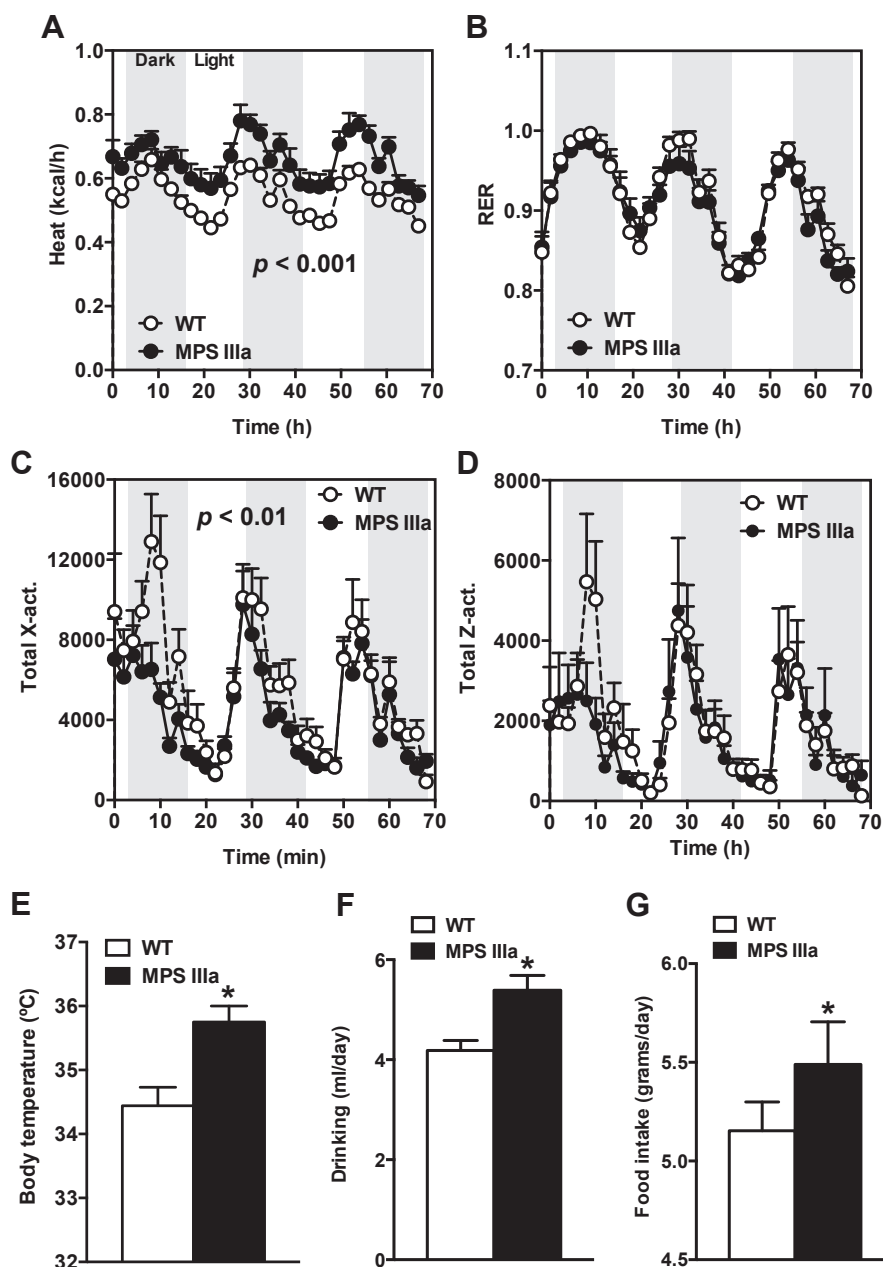 A
Heat (kcal/h)
1.0
0.8
0.6
0.4
0.2
0.0
Dark Light
p < 0.001
WT
MPS IIIa
0 10 20 30 40 50 60 70
Time (h)
B
RER
1.1
1.0
0.9
0.8
0.7
WT
MPS IIIa
0 10 20 30 40 50 60 70
Time (h)
C
Total X-act.
16000
12000
8000
4000
0
p < 0.01
WT
MPS IIIa
0 10 20 30 40 50 60 70
Time (min)
D
Total Z-act.
8000
6000
4000
2000
0
WT
MPS IIIa
0 10 20 30 40 50 60 70
Time (h)
E
WT
MPS IIIa
Body temperature (ºC)
37
36
35
34
33
32
*
F
WT
MPS IIIa
Drinking (ml/day)
6
4
2
0
*
G
WT
MPS IIIa
Food intake (grams/day)
6.0
5.5
5.0
4.5
*